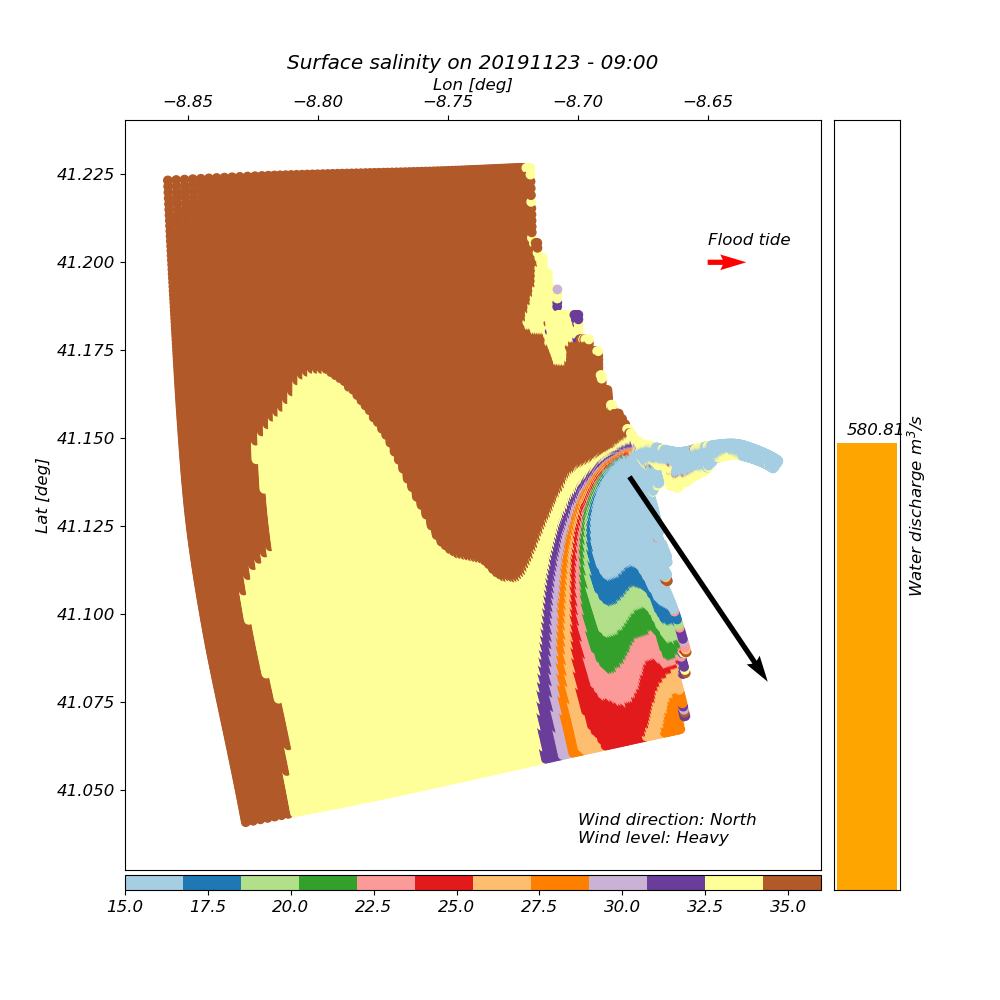 Surface salinity on 20191123 - 09:00
Lon [deg]
−8.85 −8.80 −8.75 −8.70 −8.65
41.225
41.200
41.175
41.150
41.125
41.100
41.075
41.050
Lat [deg]
Flood tide
580.81
Water discharge m³/s
Wind direction: North
Wind level: Heavy
15.0 17.5 20.0 22.5 25.0 27.5 30.0 32.5 35.0